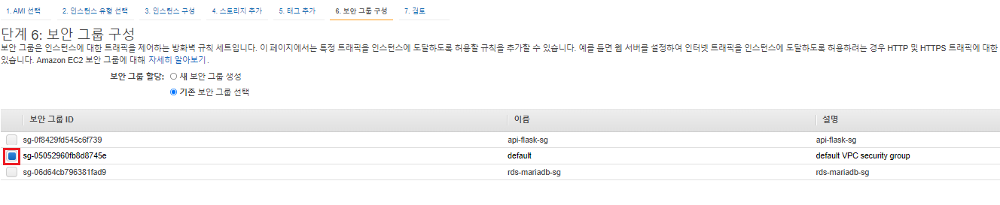 1. AMI 선택 2. 인스턴스 유형 선택 3. 인스턴스 구성 4. 스토리지 추가 5. 태그 추가 6. 보안 그룹 구성 7. 검토
단계 6: 보안 그룹 구성
보안 그룹은 인스턴스에 대한 트래픽을 제어하는 방화벽 규칙 세트입니다. 이 페이지에서는 특정 트래픽을 인스턴스에 도달하도록 허용할 규칙을 추가할 수 있습니다. 예를 들면 웹 서버를 설정하여 인터넷 트래픽을 인스턴스에 도달하도록 허용하려는 경우 HTTP 및 HTTPS 트래픽에 대한
있습니다. Amazon EC2 보안 그룹에 대해 자세히 알아보기.
보안 그룹 할당: 새 보안 그룹 생성
기존 보안 그룹 선택
보안 그룹 ID 이름 설명
sg-0f8429fd545c6f739 api-flask-sg api-flask-sg
sg-05052960fb8d8745e default default VPC security group
sg-06d64cb796381fad9 rds-mariadb-sg rds-mariadb-sg